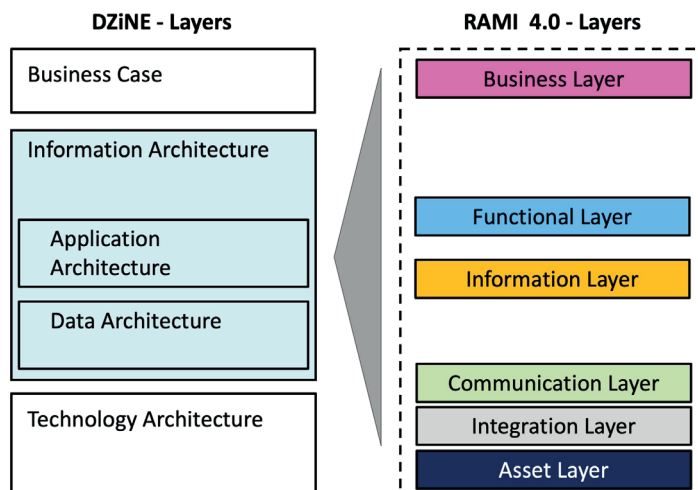 DZiNE - Layers
Business Case
Information Architecture
Application
Architecture
Data Architecture
Technology Architecture
RAMI 4.0 - Layers
Business Layer
Functional Layer
Information Layer
Communication Layer
Integration Layer
Asset Layer